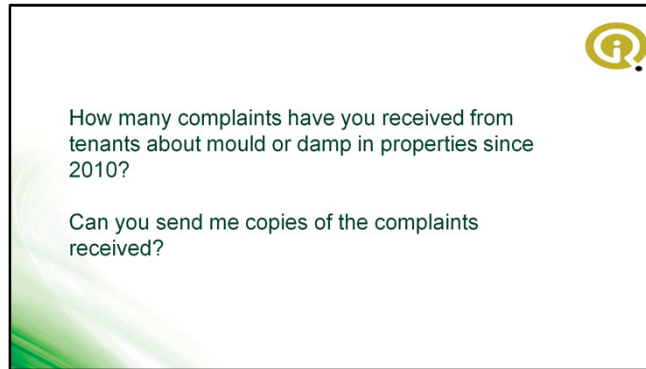 How many complaints have you received from
tenants about mould or damp in properties since
2010?
Can you send me copies of the complaints
received?